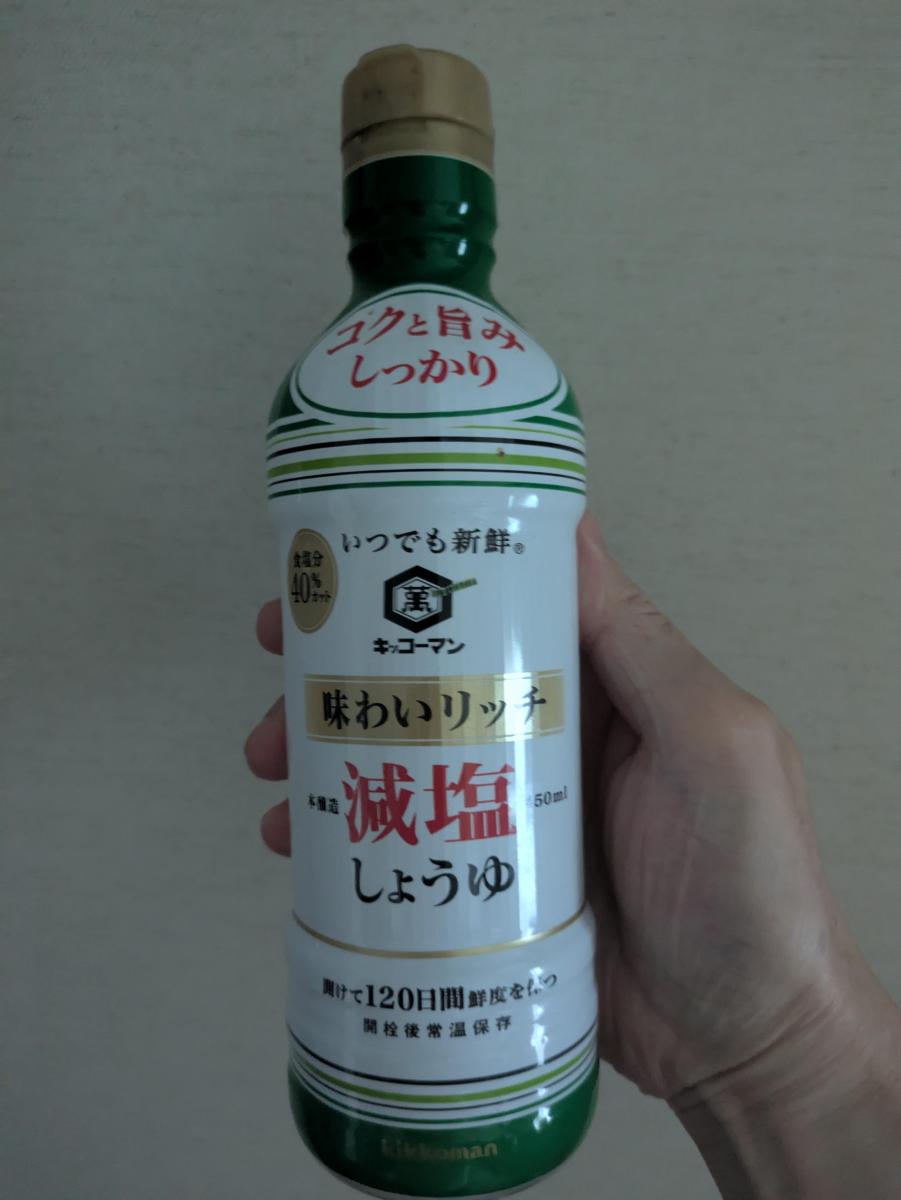 コクと旨み
しっかり
いつでも新鮮®
食塩分
40%
カット
萬
キッコーマン
味わいリッチ
本醸造
減塩
50ml
しょうゆ
開けて120日間鮮度を保つ
開栓後常温保存
kikkoman